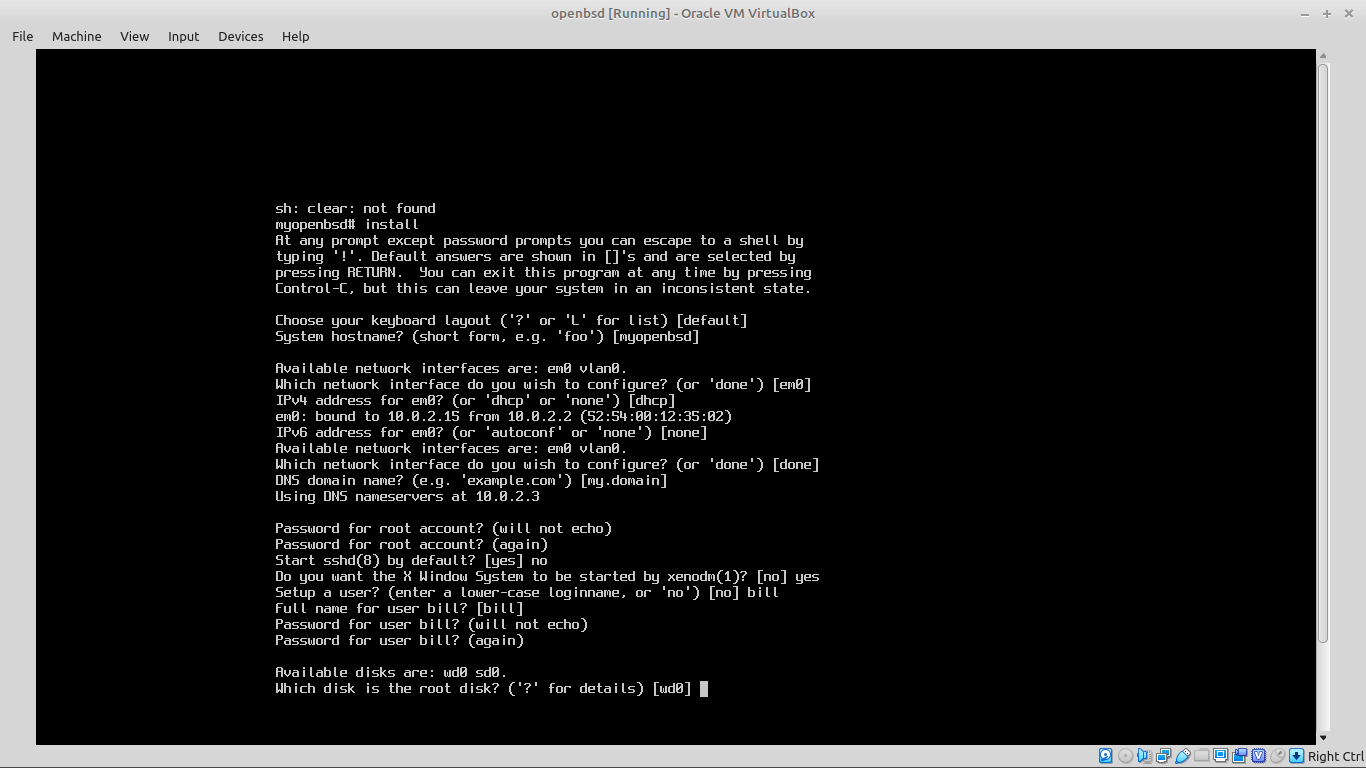 openbsd [Running] - Oracle VM VirtualBox
File Machine View Input Devices Help
sh: clear: not found
myopenbsd# install
At any prompt except password prompts you can escape to a shell by
typing '!'. Default answers are shown in []'s and are selected by
pressing RETURN.  You can exit this program at any time by pressing
Control-C, but this can leave your system in an inconsistent state.
Choose your keyboard layout ('?' or 'L' for list) [default]
System hostname? (short form, e.g. 'foo') [myopenbsd]
Available network interfaces are: em0 vlan0.
Which network interface do you wish to configure? (or 'done') [em0]
IPv4 address for em0? (or 'dhcp' or 'none') [dhcp]
em0: bound to 10.0.2.15 from 10.0.2.2 (52:54:00:12:35:02)
IPv6 address for em0? (or 'autoconf' or 'none') [none]
Available network interfaces are: em0 vlan0.
Which network interface do you wish to configure? (or 'done') [done]
DNS domain name? (e.g. 'example.com') [my.domain]
Using DNS nameservers at 10.0.2.3
Password for root account? (will not echo)
Password for root account? (again)
Start sshd(8) by default? [yes] no
Do you want the X Window System to be started by xenodm(1)? [no] yes
Setup a user? (enter a lower-case loginname, or 'no') [no] bill
Full name for user bill? [bill]
Password for user bill? (will not echo)
Password for user bill? (again)
Available disks are: wd0 sd0.
Which disk is the root disk? ('?' for details) [wd0]
Right Ctrl